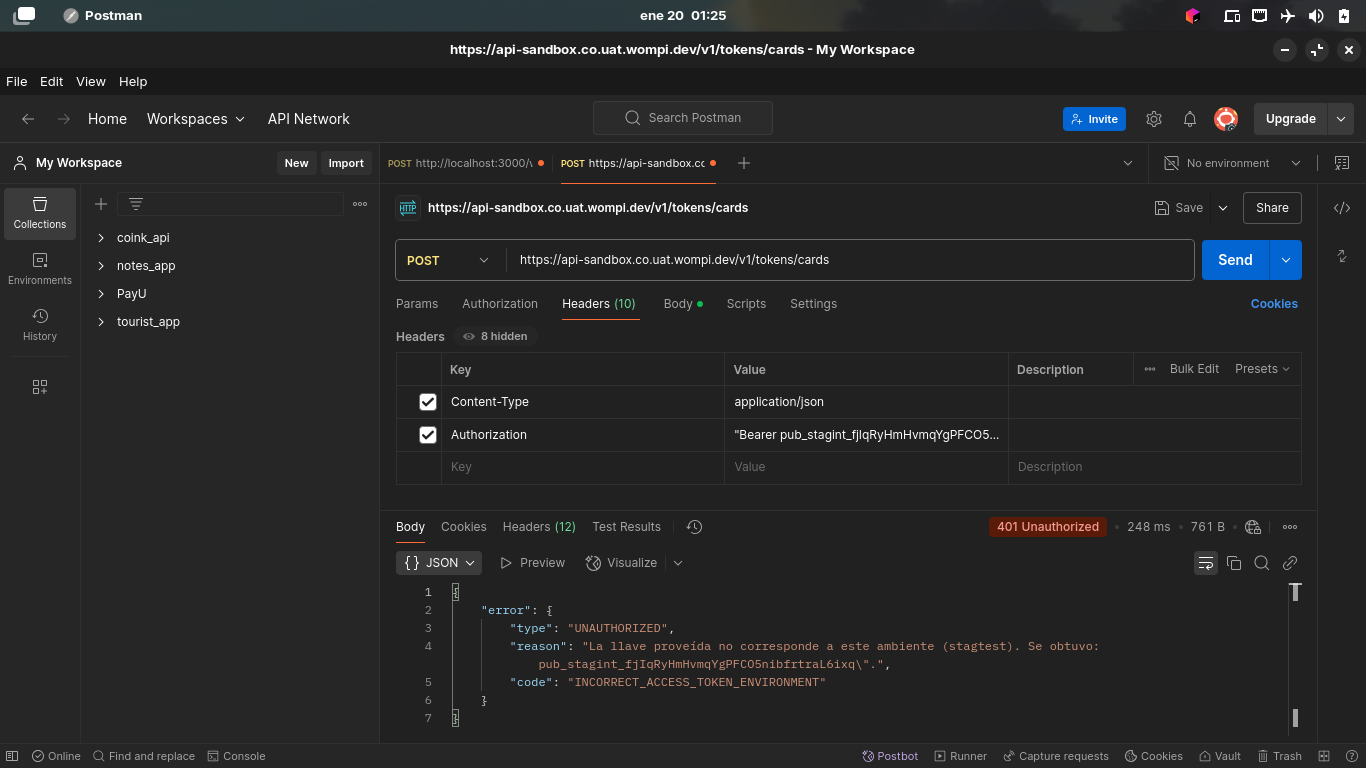 Postman
ene 20 01:25
https://api-sandbox.co.uat.wompi.dev/v1/tokens/cards - My Workspace
File Edit View Help
Home Workspaces API Network
Search Postman
Invite
Upgrade
My Workspace
New Import
POST http://localhost:3000/v
POST https://api-sandbox.cc
No environment
Collections
Environments
History
coink_api
notes_app
PayU
tourist_app
HTTP https://api-sandbox.co.uat.wompi.dev/v1/tokens/cards
Save
Share
POST https://api-sandbox.co.uat.wompi.dev/v1/tokens/cards
Send
Params Authorization Headers (10) Body Scripts Settings
Cookies
Headers 8 hidden
Key Value Description Bulk Edit Presets
Content-Type application/json
Authorization "Bearer pub_stagint_fjIqRyHmHvmqYgPFCO5...
Key Value Description
Body Cookies Headers (12) Test Results
401 Unauthorized • 248 ms • 761 B
{ } JSON Preview Visualize
1 {
2 "error": {
3 "type": "UNAUTHORIZED",
4 "reason": "La llave proveída no corresponde a este ambiente (stagtest). Se obtuvo:
pub_stagint_fjIqRyHmHvmqYgPFCO5nibfrtraL6ixq\".",
5 "code": "INCORRECT_ACCESS_TOKEN_ENVIRONMENT"
6 }
7 }
Online Find and replace Console
Postbot Runner Capture requests Cookies Vault Trash